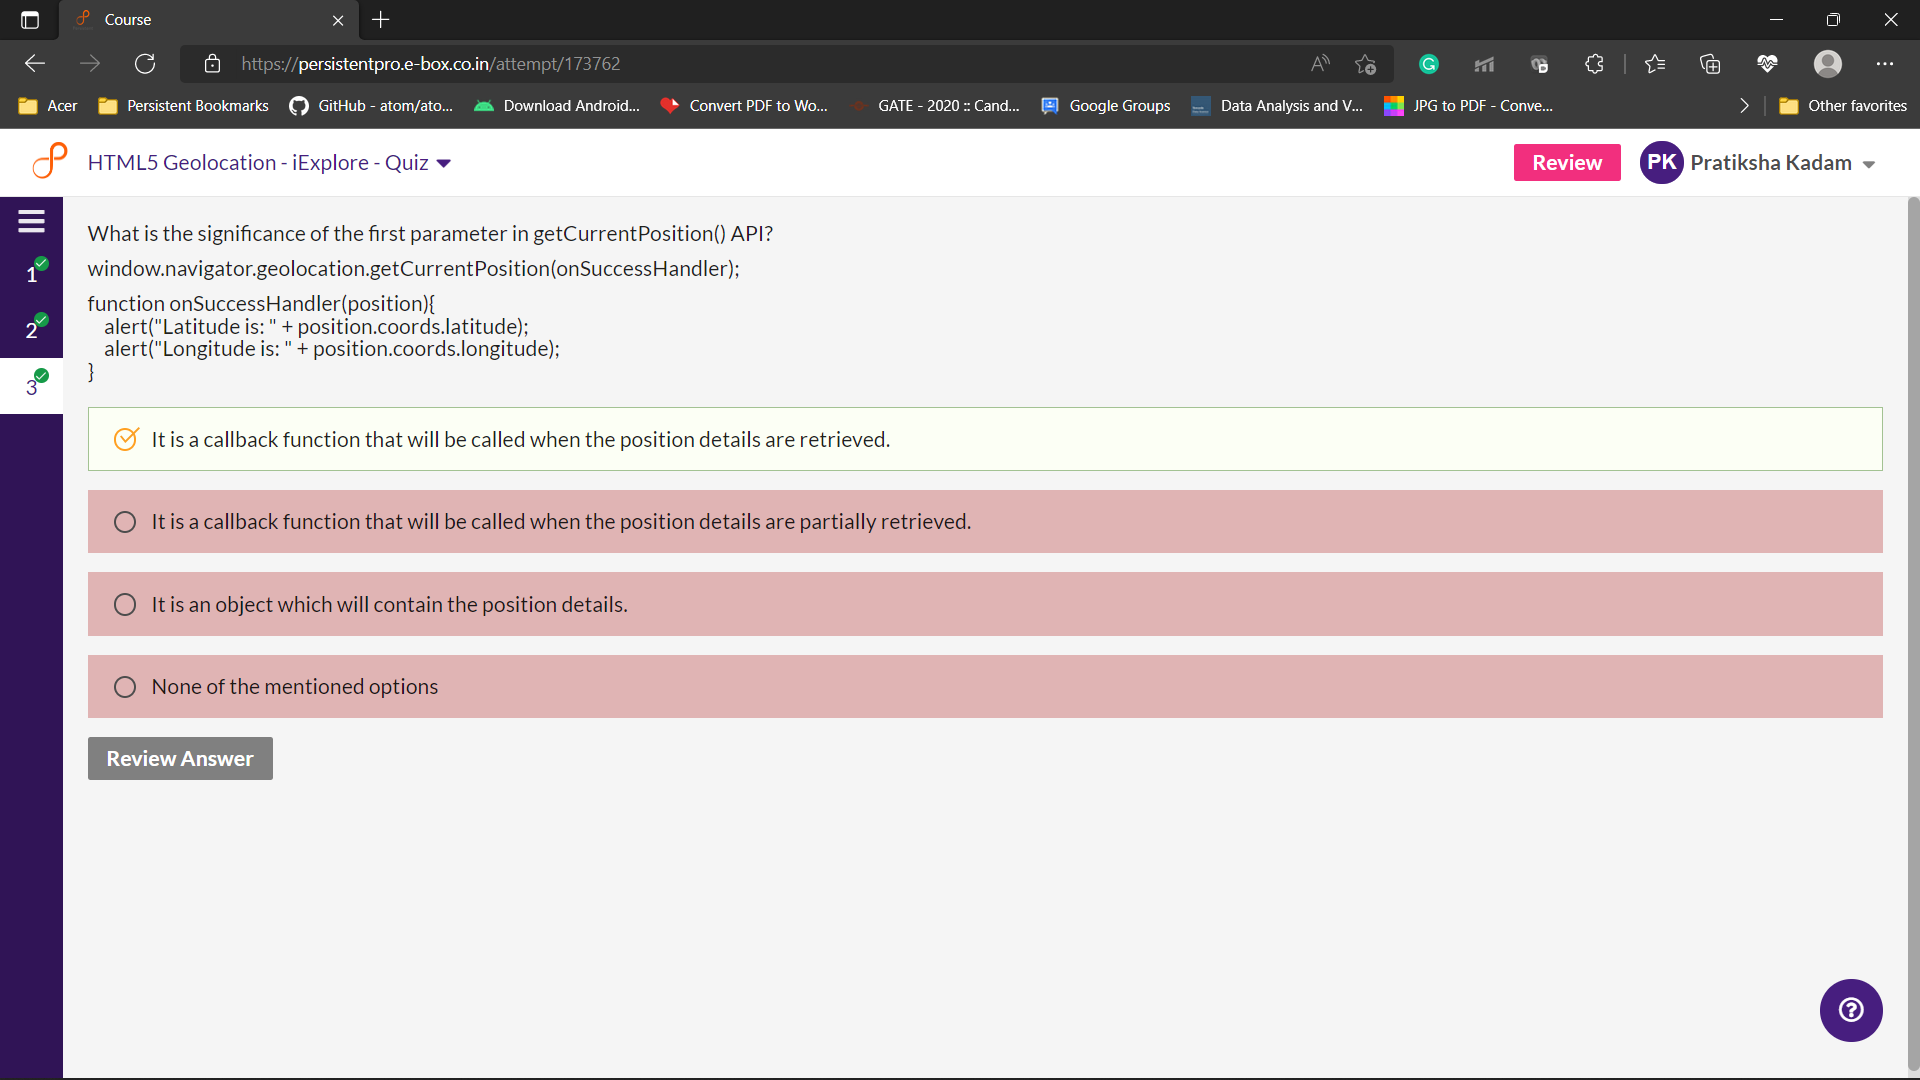 Course
https://persistentpro.e-box.co.in/attempt/173762
Acer Persistent Bookmarks GitHub - atom/ato... Download Android... Convert PDF to Wo... GATE - 2020 :: Cand... Google Groups Data Analysis and V... JPG to PDF - Conve... Other favorites
HTML5 Geolocation - iExplore - Quiz Review PK Pratiksha Kadam
What is the significance of the first parameter in getCurrentPosition() API?
1
window.navigator.geolocation.getCurrentPosition(onSuccessHandler);
function onSuccessHandler(position){
2
alert("Latitude is: " + position.coords.latitude);
alert("Longitude is: " + position.coords.longitude);
}
3
It is a callback function that will be called when the position details are retrieved.
It is a callback function that will be called when the position details are partially retrieved.
It is an object which will contain the position details.
None of the mentioned options
Review Answer